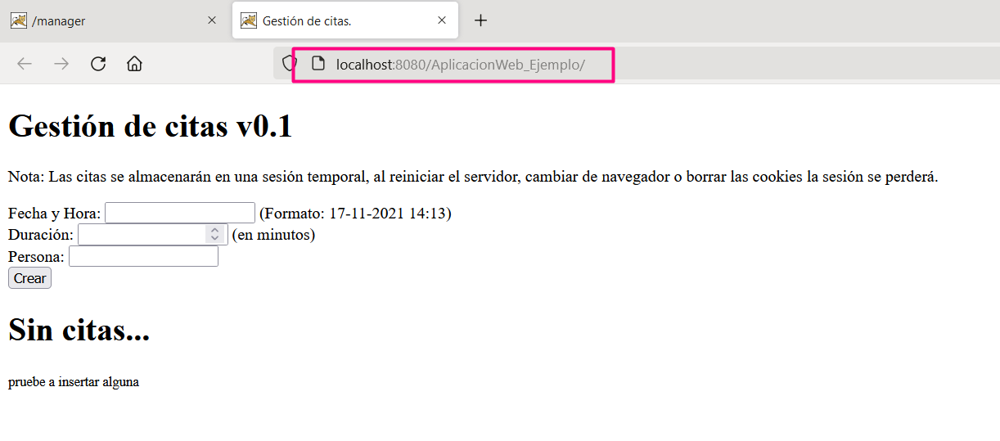 /manager
Gestión de citas.
localhost:8080/AplicacionWeb_Ejemplo/
Gestión de citas v0.1
Nota: Las citas se almacenarán en una sesión temporal, al reiniciar el servidor, cambiar de navegador o borrar las cookies la sesión se perderá.
Fecha y Hora: (Formato: 17-11-2021 14:13)
Duración: (en minutos)
Persona:
Crear
Sin citas...
pruebe a insertar alguna